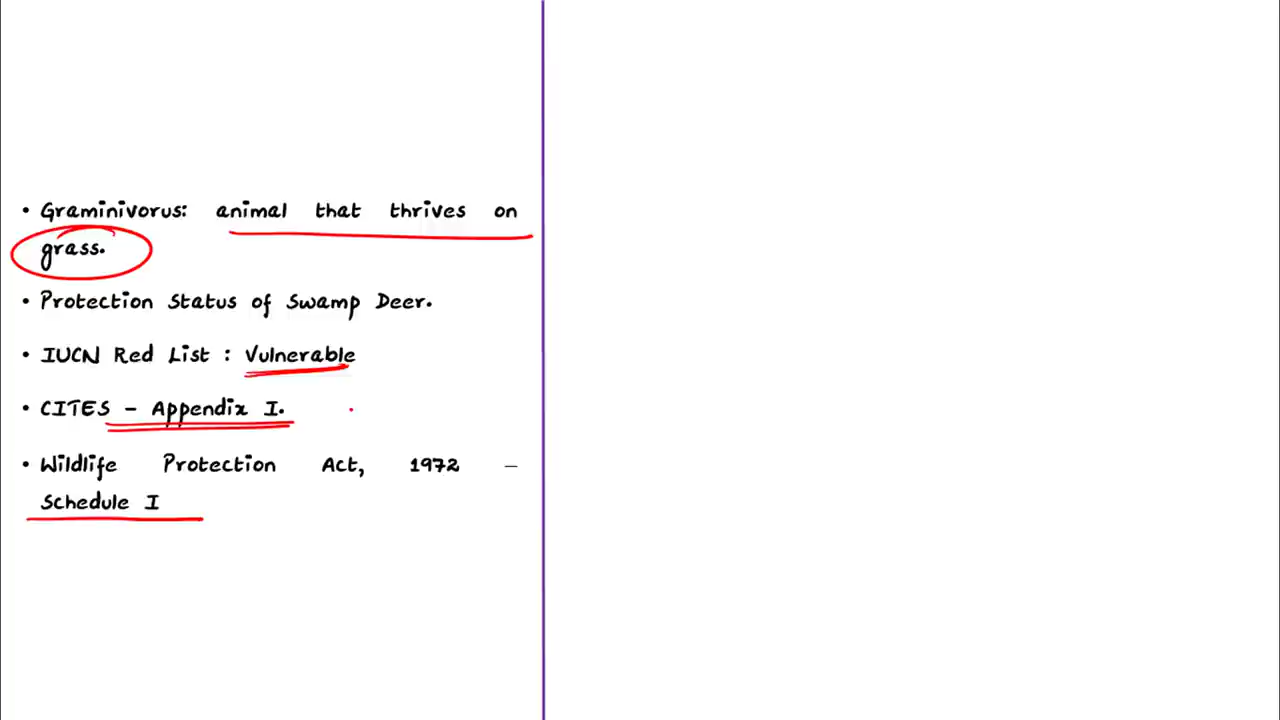 • Graminivorus: animal that thrives on
grass.
• Protection Status of Swamp Deer.
• IUCN Red List : Vulnerable
• CITES - Appendix I.
• Wildlife Protection Act, 1972 –
Schedule I